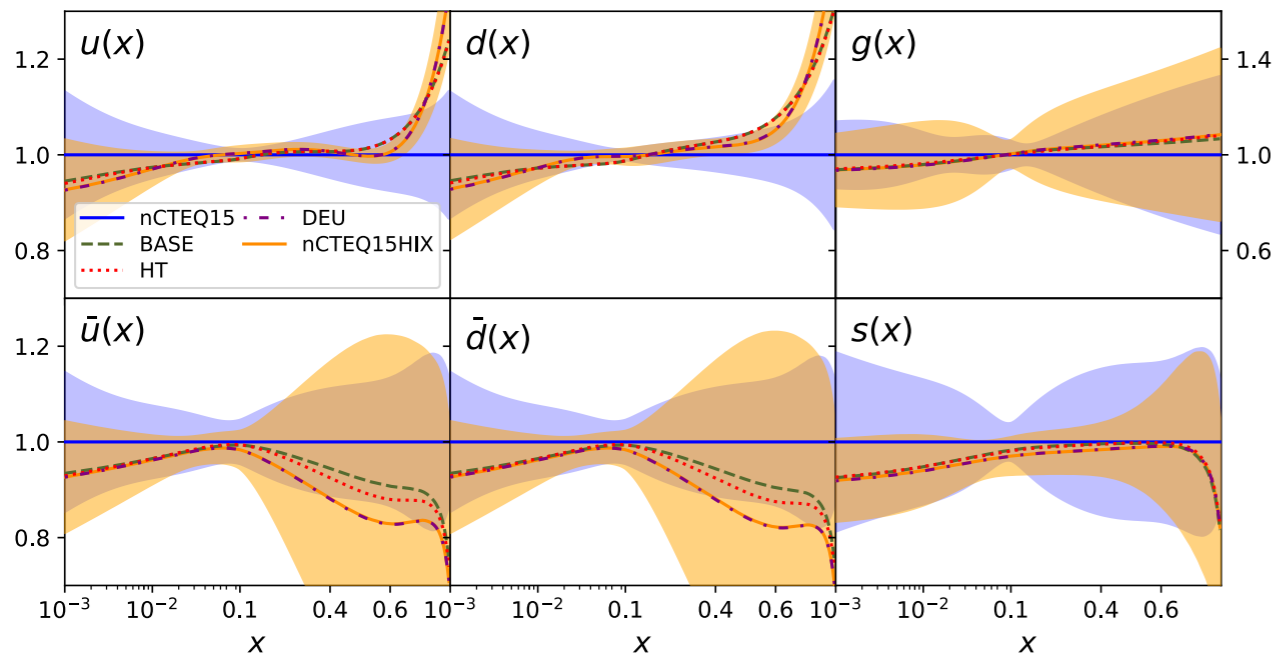 u(x) d(x) g(x)
1.2 1.4
1.0 1.0
nCTEQ15 DEU
BASE nCTEQ15HIX
HT
0.8 0.6
ū(x) d̄(x) s(x)
1.2
1.0
0.8
10⁻³ 10⁻² 0.1 0.4 0.6 10⁻³ 10⁻² 0.1 0.4 0.6 10⁻³ 10⁻² 0.1 0.6
x x x